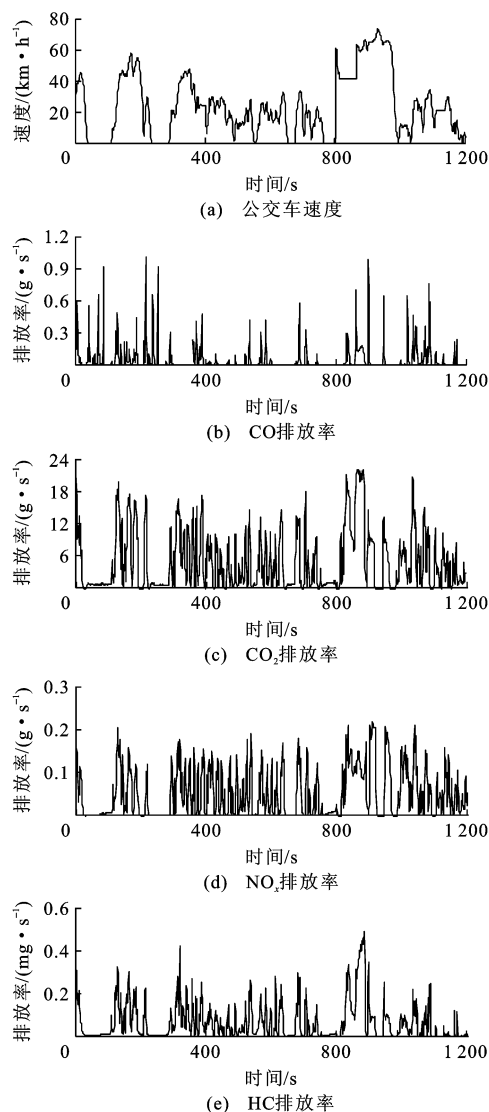 80
60
40
20
速度/(km·h⁻¹)
0 400 800 1 200
时间/s
(a) 公交车速度
1.2
0.9
0.6
0.3
排放率/(g·s⁻¹)
0 400 800 1 200
时间/s
(b) CO排放率
24
18
12
6
排放率/(g·s⁻¹)
0 400 800 1 200
时间/s
(c) CO₂排放率
0.3
0.2
0.1
排放率/(g·s⁻¹)
0 400 800 1 200
时间/s
(d) NOₓ排放率
0.6
0.4
0.2
排放率/(mg·s⁻¹)
0 400 800 1 200
时间/s
(e) HC排放率